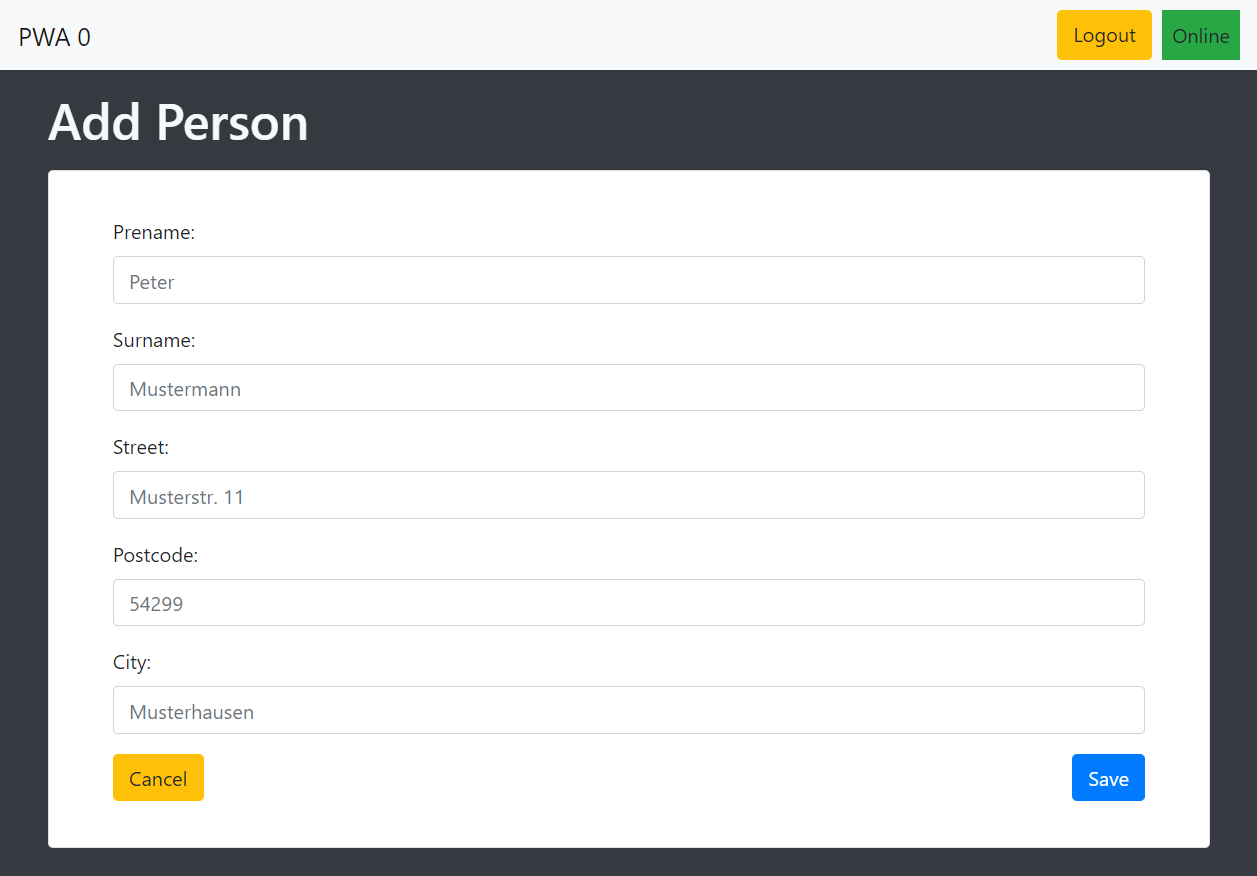 PWA 0
Logout
Online
Add Person
Prename:
Peter
Surname:
Mustermann
Street:
Musterstr. 11
Postcode:
54299
City:
Musterhausen
Cancel
Save